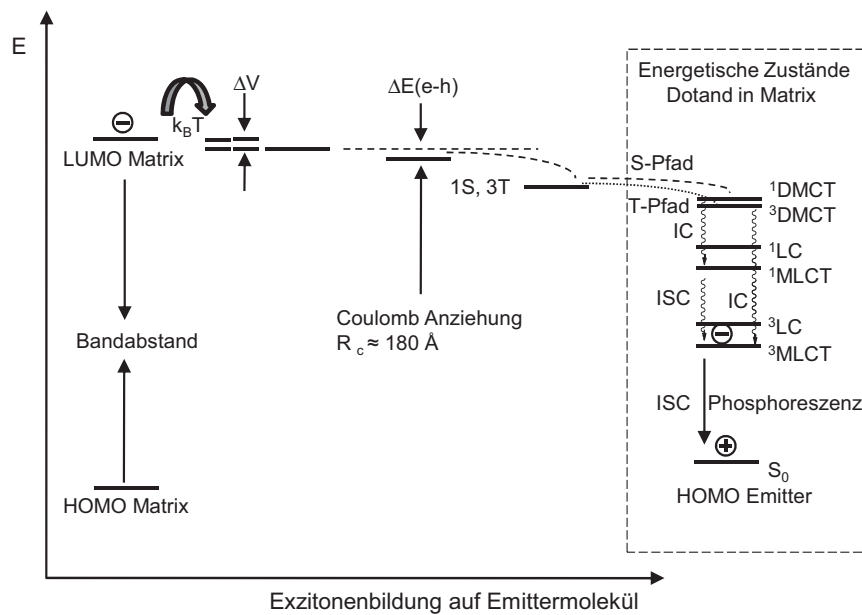 E
Energetische Zustände
Dotand in Matrix
ΔV
ΔE(e-h)
k_BT
⊖
LUMO Matrix
S-Pfad
1S, 3T
T-Pfad
¹DMCT
³DMCT
IC
¹LC
¹MLCT
ISC
IC
Coulomb Anziehung
R_c ≈ 180 Å
³LC
⊖
³MLCT
Bandabstand
ISC
Phosphoreszenz
⊕
S₀
HOMO Matrix
HOMO Emitter
Exzitonenbildung auf Emittermolekül